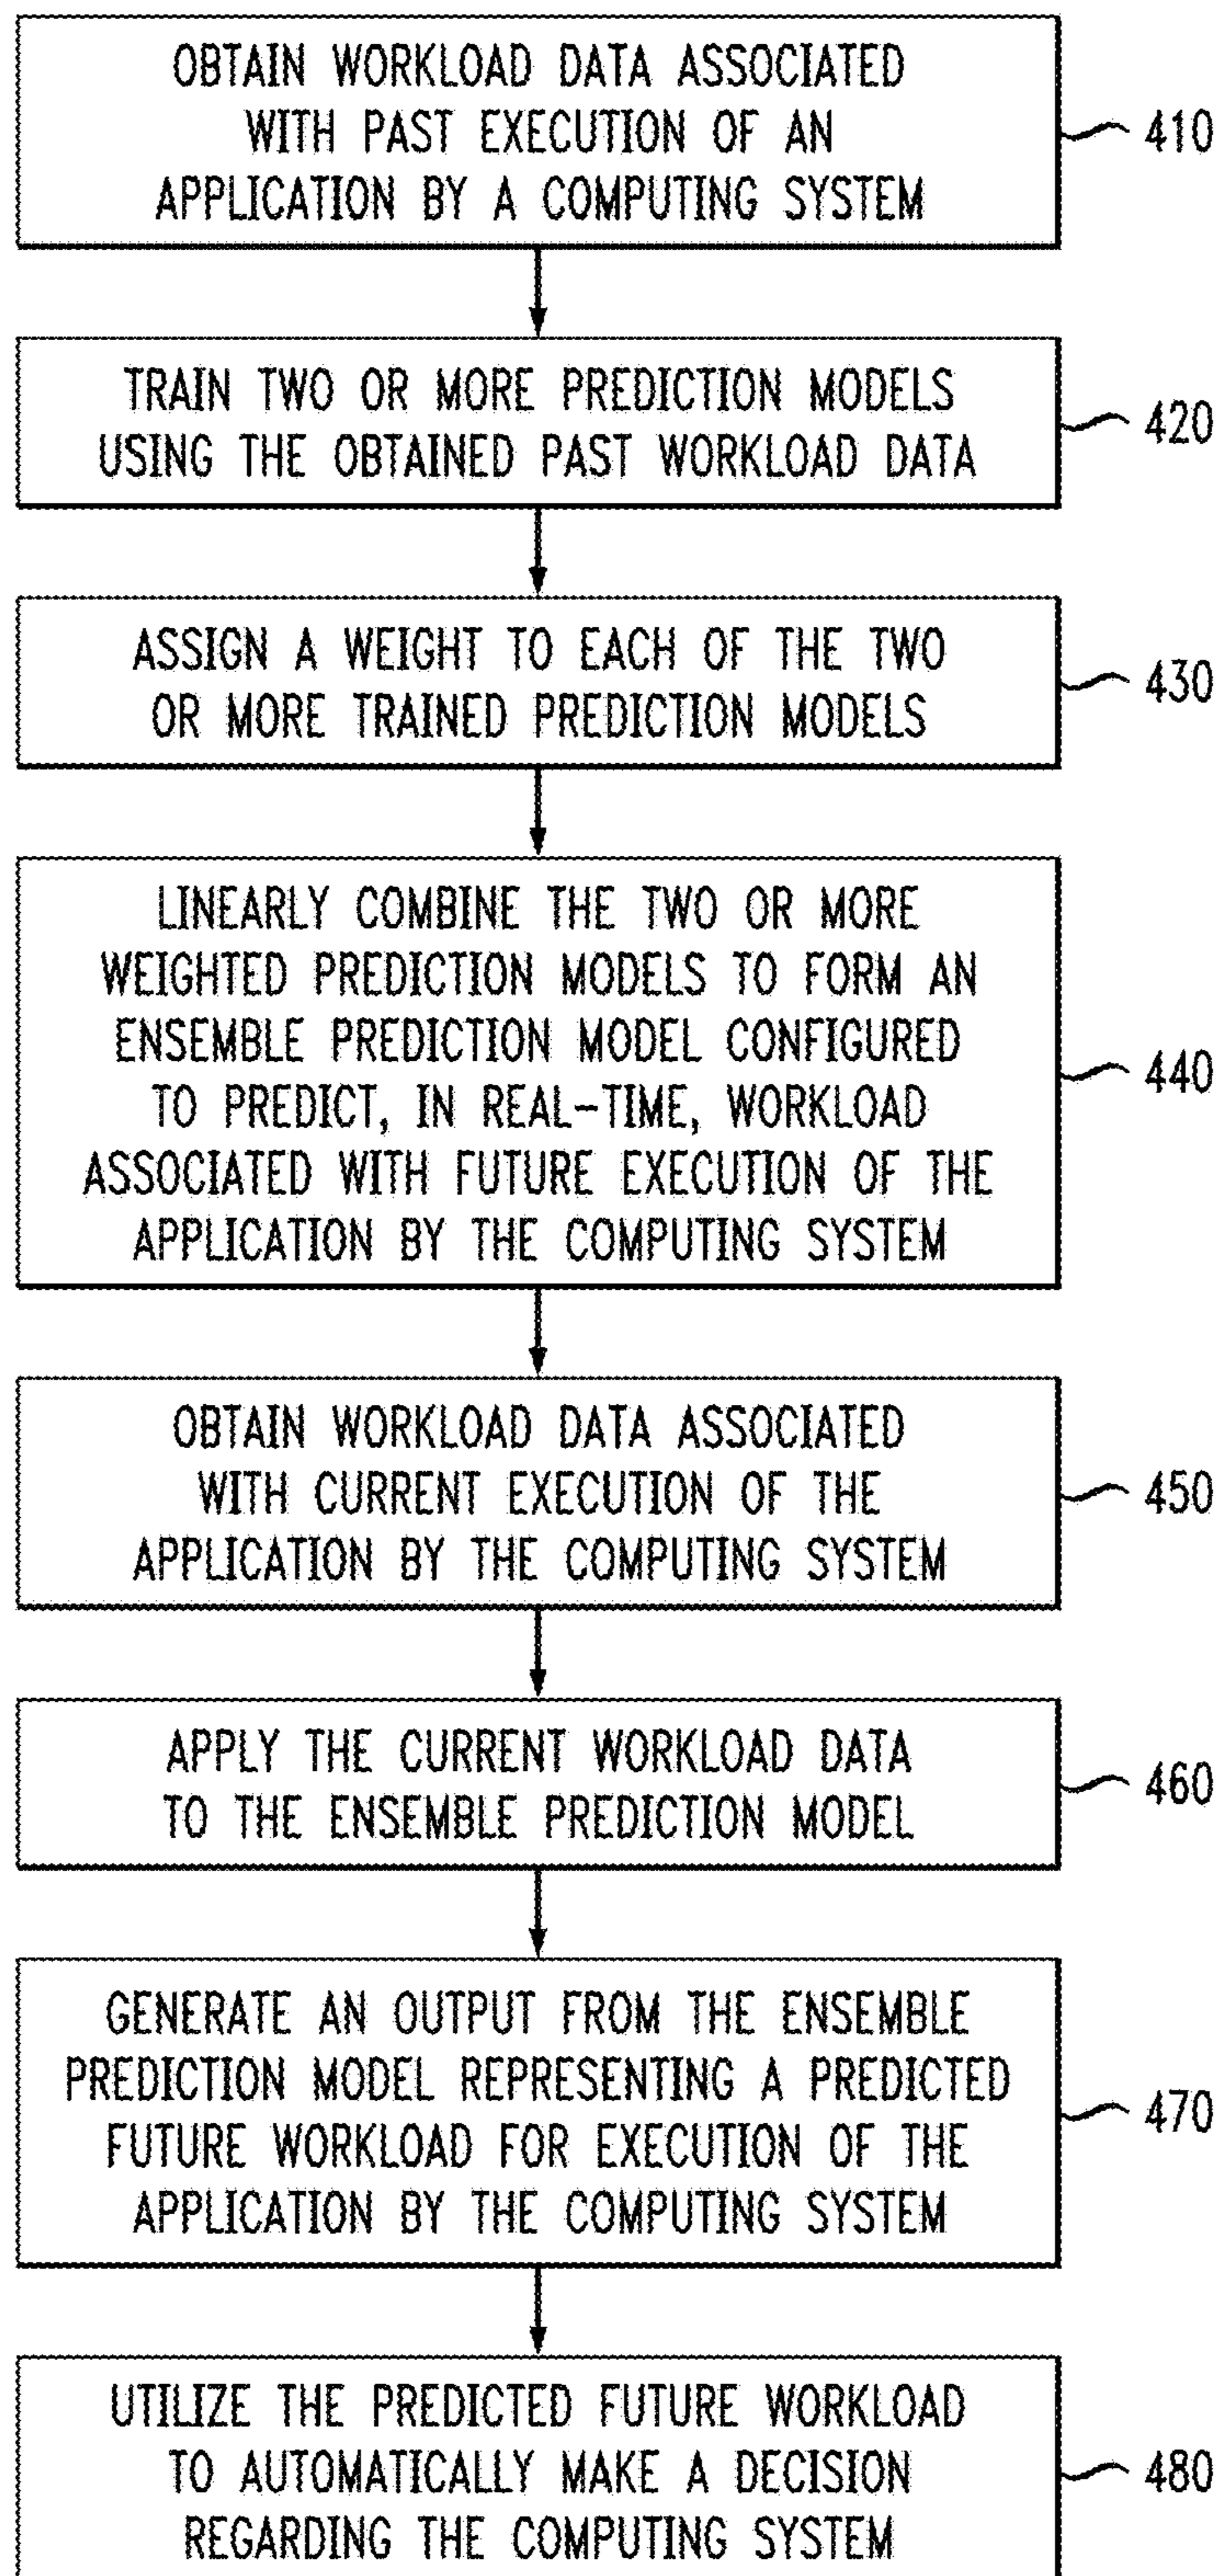 OBTAIN WORKLOAD DATA ASSOCIATED
WITH PAST EXECUTION OF AN
APPLICATION BY A COMPUTING SYSTEM
410
TRAIN TWO OR MORE PREDICTION MODELS
USING THE OBTAINED PAST WORKLOAD DATA
420
ASSIGN A WEIGHT TO EACH OF THE TWO
OR MORE TRAINED PREDICTION MODELS
430
LINEARLY COMBINE THE TWO OR MORE
WEIGHTED PREDICTION MODELS TO FORM AN
ENSEMBLE PREDICTION MODEL CONFIGURED
TO PREDICT, IN REAL-TIME, WORKLOAD
ASSOCIATED WITH FUTURE EXECUTION OF THE
APPLICATION BY THE COMPUTING SYSTEM
440
OBTAIN WORKLOAD DATA ASSOCIATED
WITH CURRENT EXECUTION OF THE
APPLICATION BY THE COMPUTING SYSTEM
450
APPLY THE CURRENT WORKLOAD DATA
TO THE ENSEMBLE PREDICTION MODEL
460
GENERATE AN OUTPUT FROM THE ENSEMBLE
PREDICTION MODEL REPRESENTING A PREDICTED
FUTURE WORKLOAD FOR EXECUTION OF THE
APPLICATION BY THE COMPUTING SYSTEM
470
UTILIZE THE PREDICTED FUTURE WORKLOAD
TO AUTOMATICALLY MAKE A DECISION
REGARDING THE COMPUTING SYSTEM
480